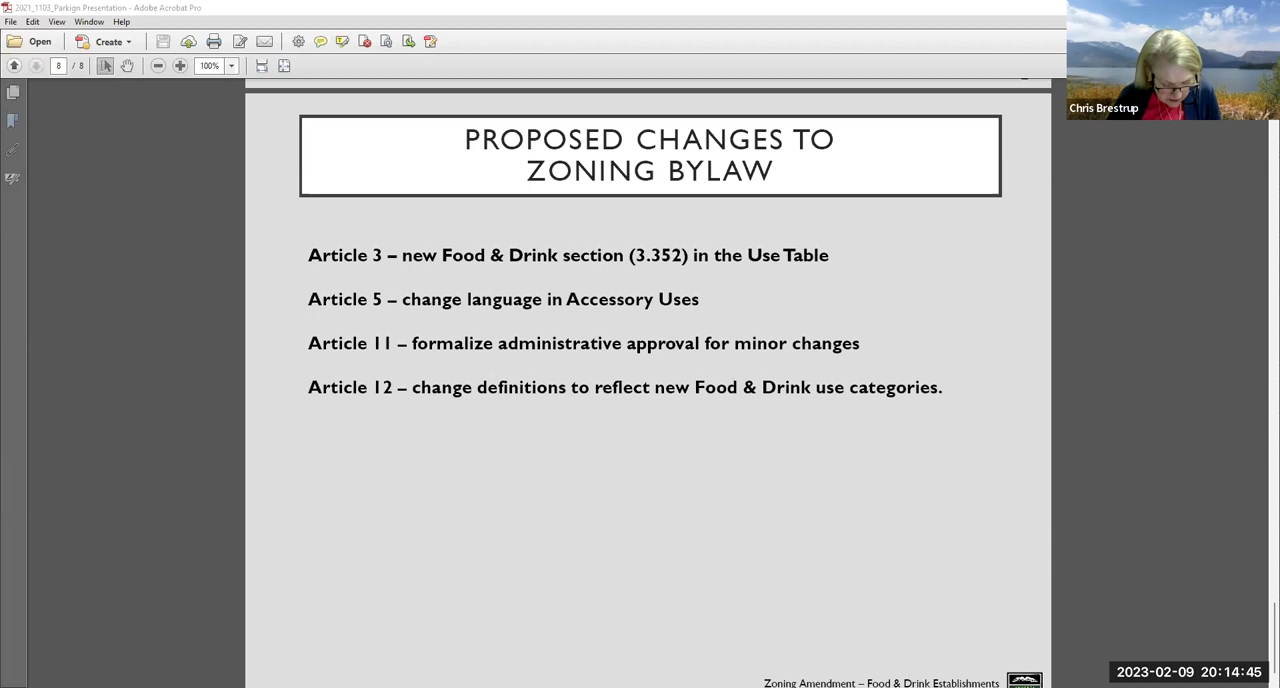 2021_1103_Parkign Presentation - Adobe Acrobat Pro
File Edit View Window Help
Open Create
8 / 8 100%
Chris Brestrup
PROPOSED CHANGES TO
ZONING BYLAW
Article 3 – new Food & Drink section (3.352) in the Use Table
Article 5 – change language in Accessory Uses
Article 11 – formalize administrative approval for minor changes
Article 12 – change definitions to reflect new Food & Drink use categories.
2023-02-09 20:14:45
Zoning Amendment – Food & Drink Establishments